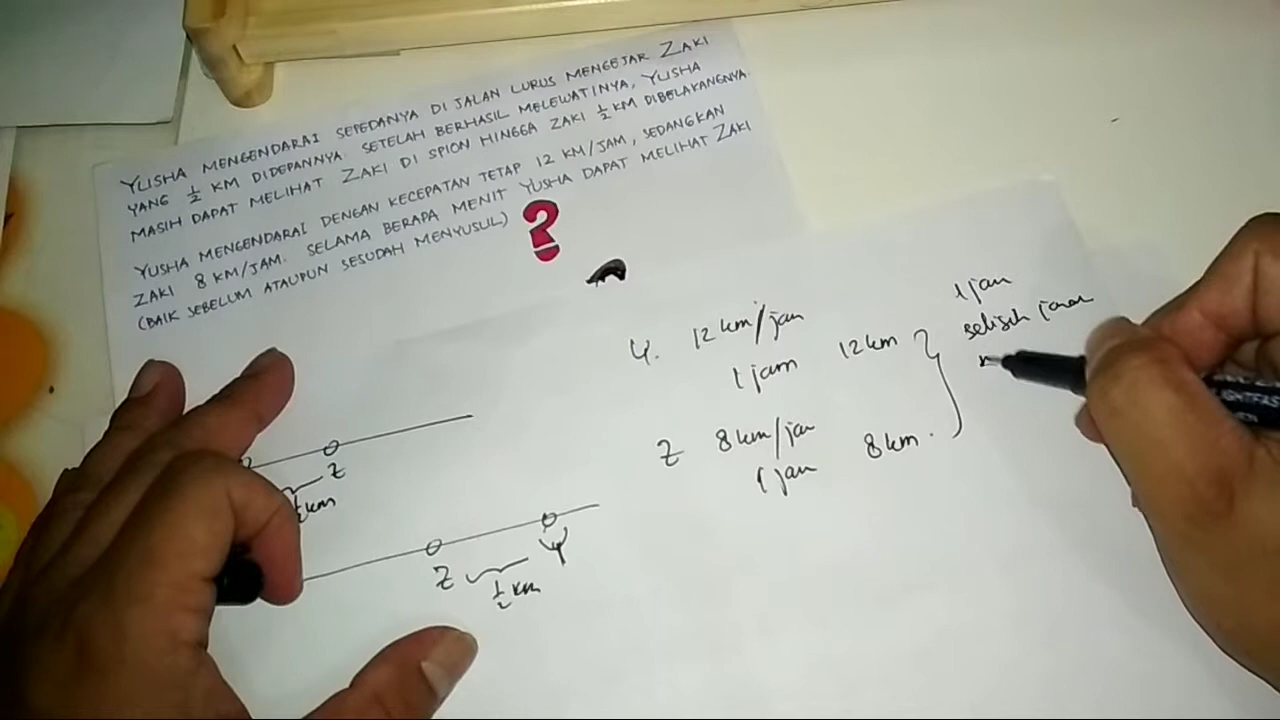 YUSHA MENGENDARAI SEPEDANYA DI JALAN LURUS MENGEJAR ZAKI
YANG 1/2 KM DIDEPANNYA. SETELAH BERHASIL MELEWATINYA, YUSHA
MASIH DAPAT MELIHAT ZAKI DI SPION HINGGA ZAKI 1/2 KM DIBELAKANGNYA.
YUSHA MENGENDARAI DENGAN KECEPATAN TETAP 12 KM/JAM, SEDANGKAN
ZAKI 8 KM/JAM. SELAMA BERAPA MENIT YUSHA DAPAT MELIHAT ZAKI
(BAIK SEBELUM ATAUPUN SESUDAH MENYUSUL) ?
Y. 12 km/jam
1 jam 12 km
Z 8 km/jam
1 jam 8 km.
1 jam
selisih jarak
Z
1/2 km
Z Y
1/2 km